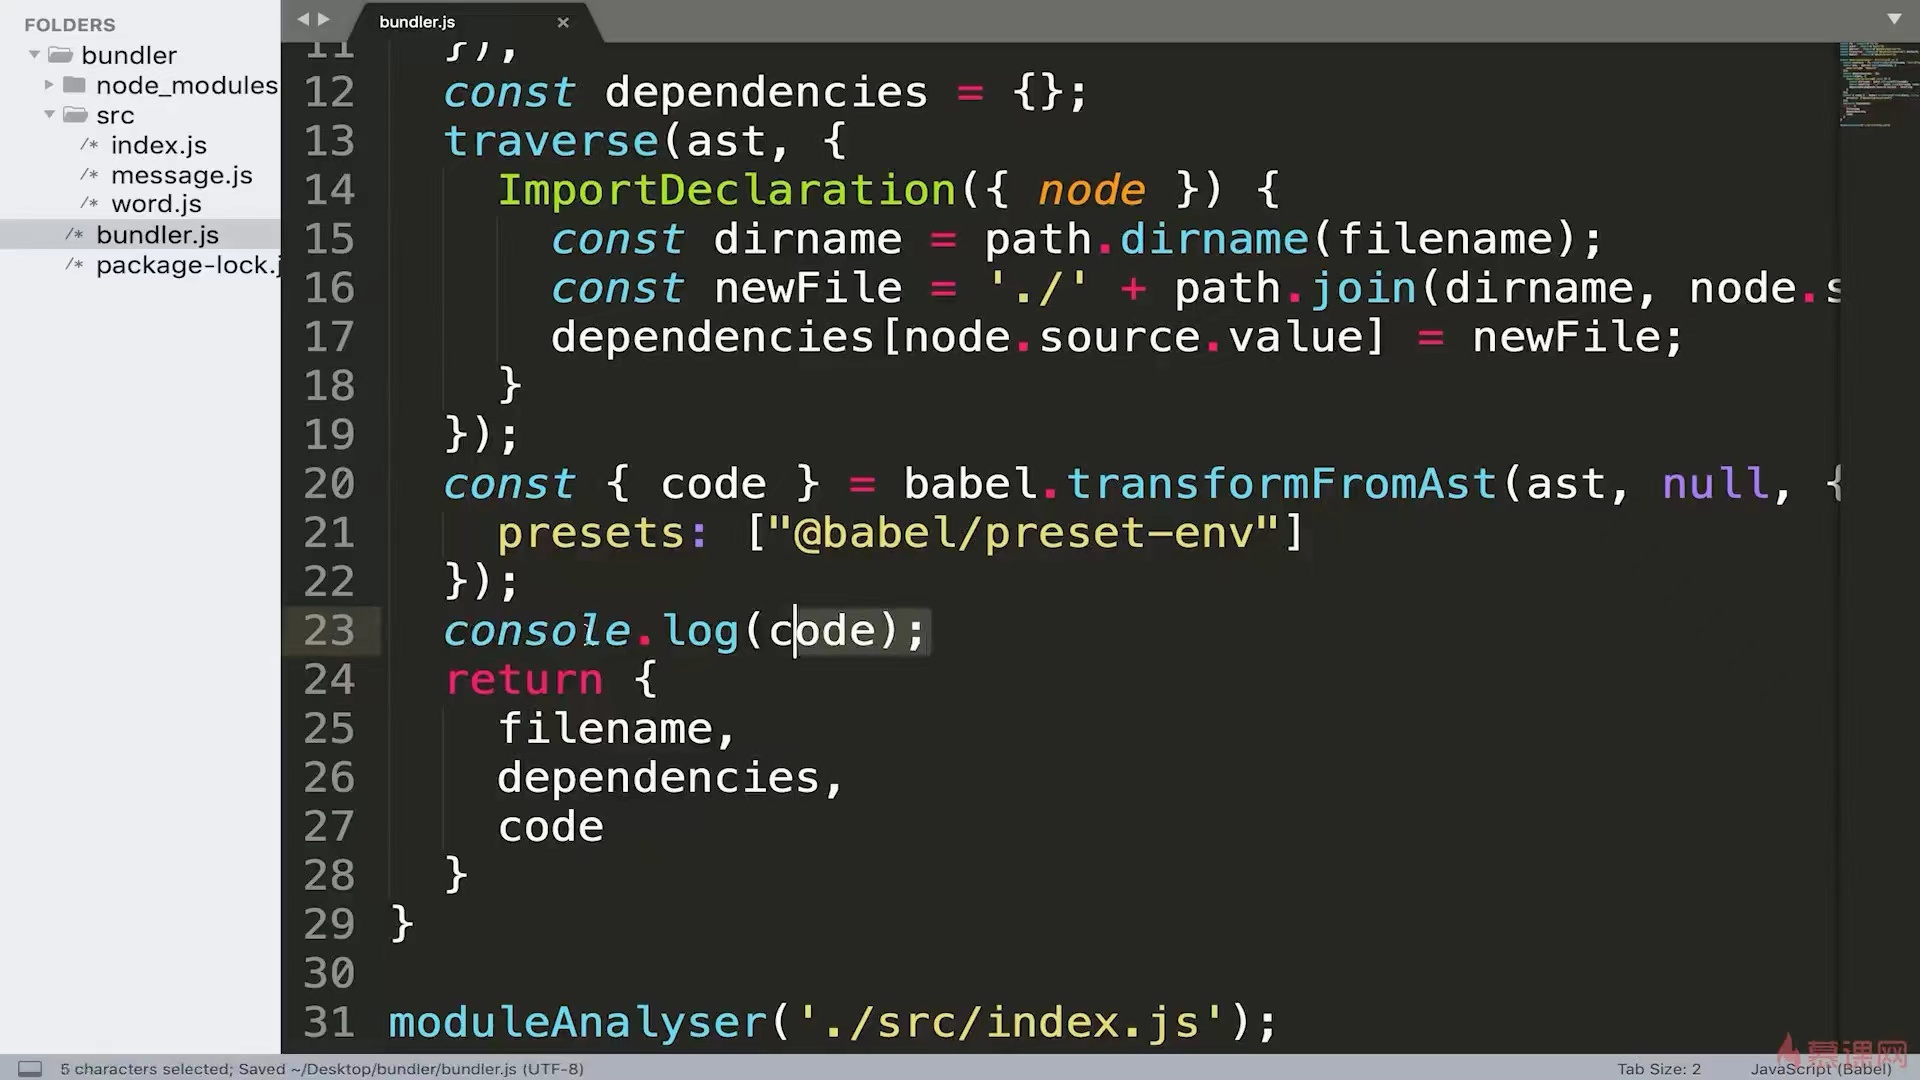 FOLDERS
bundler
node_modules
src
/* index.js
/* message.js
/* word.js
/* bundler.js
/* package-lock.j
bundler.js ×
11 }),
12 const dependencies = {};
13 traverse(ast, {
14 ImportDeclaration({ node }) {
15 const dirname = path.dirname(filename);
16 const newFile = './' + path.join(dirname, node.s
17 dependencies[node.source.value] = newFile;
18 }
19 });
20 const { code } = babel.transformFromAst(ast, null, {
21 presets: ["@babel/preset-env"]
22 });
23 console.log(code);
24 return {
25 filename,
26 dependencies,
27 code
28 }
29 }
30
31 moduleAnalyser('./src/index.js');
5 characters selected; Saved ~/Desktop/bundler/bundler.js (UTF-8)
Tab Size: 2
JavaScript (Babel)
慕课网